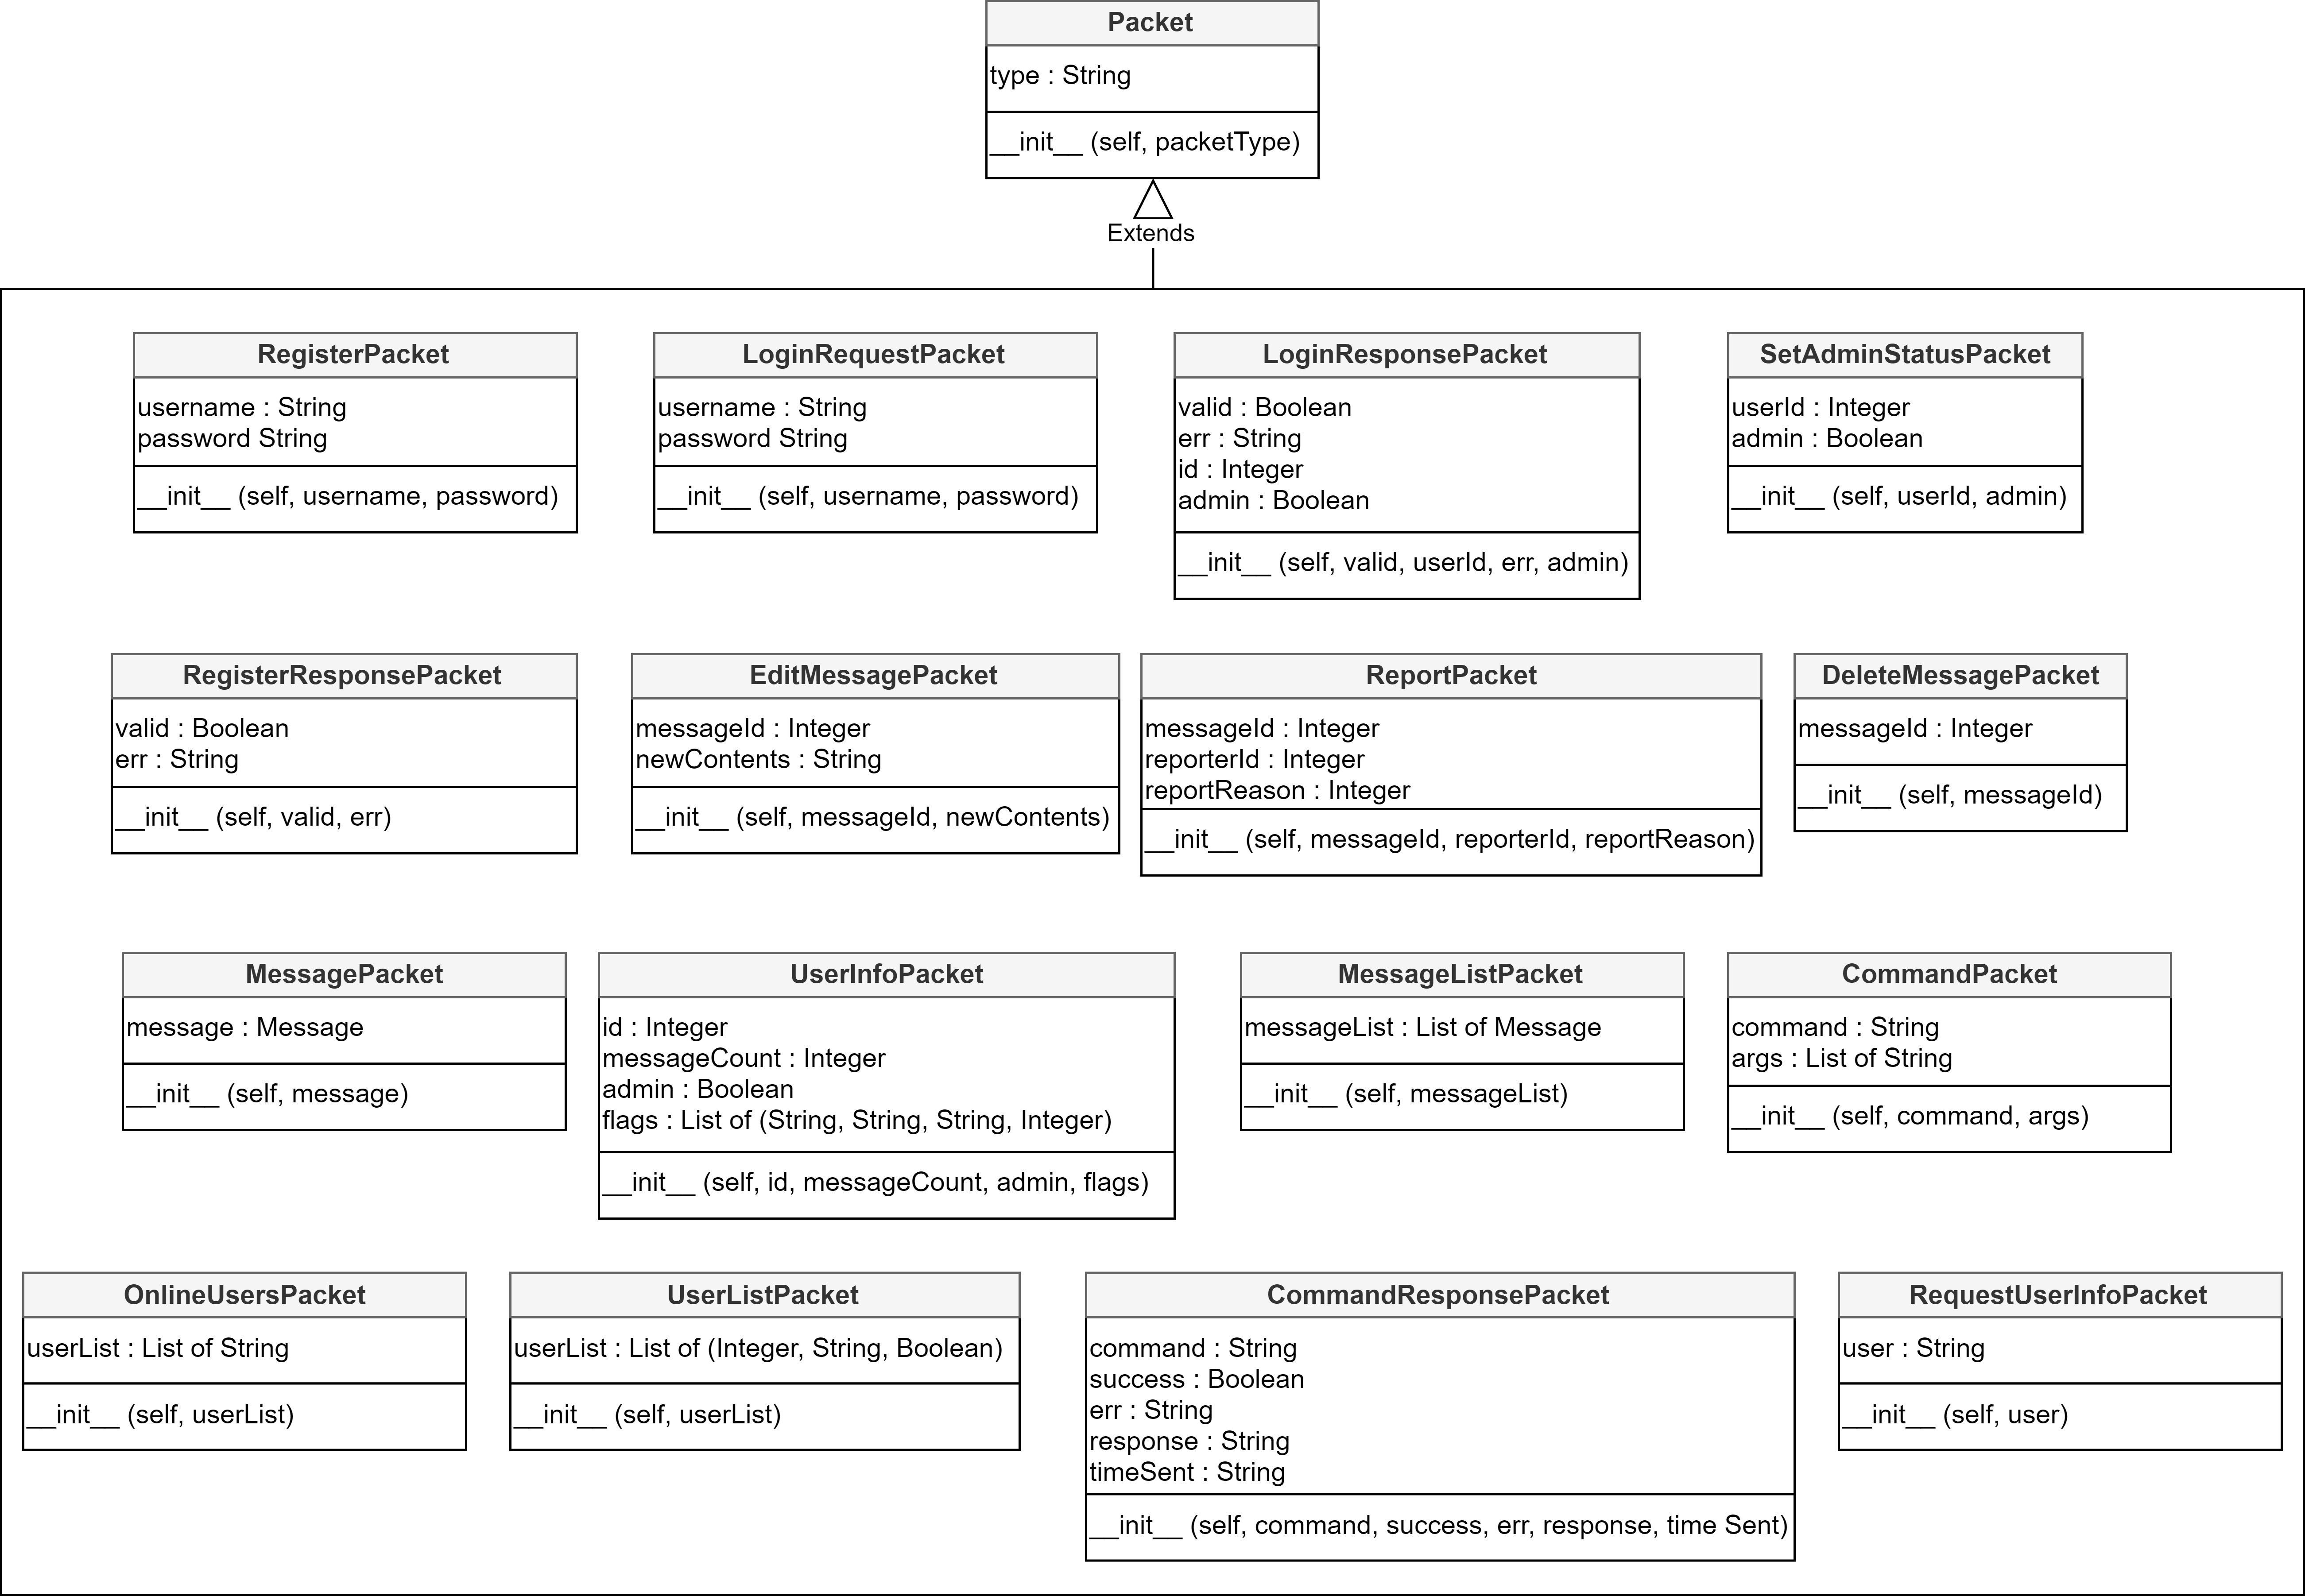 Packet
type : String
__init__ (self, packetType)
Extends
RegisterPacket
username : String
password String
__init__ (self, username, password)
LoginRequestPacket
username : String
password String
__init__ (self, username, password)
LoginResponsePacket
valid : Boolean
err : String
id : Integer
admin : Boolean
__init__ (self, valid, userId, err, admin)
SetAdminStatusPacket
userId : Integer
admin : Boolean
__init__ (self, userId, admin)
RegisterResponsePacket
valid : Boolean
err : String
__init__ (self, valid, err)
EditMessagePacket
messageId : Integer
newContents : String
__init__ (self, messageId, newContents)
ReportPacket
messageId : Integer
reporterId : Integer
reportReason : Integer
__init__ (self, messageId, reporterId, reportReason)
DeleteMessagePacket
messageId : Integer
__init__ (self, messageId)
MessagePacket
message : Message
__init__ (self, message)
UserInfoPacket
id : Integer
messageCount : Integer
admin : Boolean
flags : List of (String, String, String, Integer)
__init__ (self, id, messageCount, admin, flags)
MessageListPacket
messageList : List of Message
__init__ (self, messageList)
CommandPacket
command : String
args : List of String
__init__ (self, command, args)
OnlineUsersPacket
userList : List of String
__init__ (self, userList)
UserListPacket
userList : List of (Integer, String, Boolean)
__init__ (self, userList)
CommandResponsePacket
command : String
success : Boolean
err : String
response : String
timeSent : String
__init__ (self, command, success, err, response, time Sent)
RequestUserInfoPacket
user : String
__init__ (self, user)